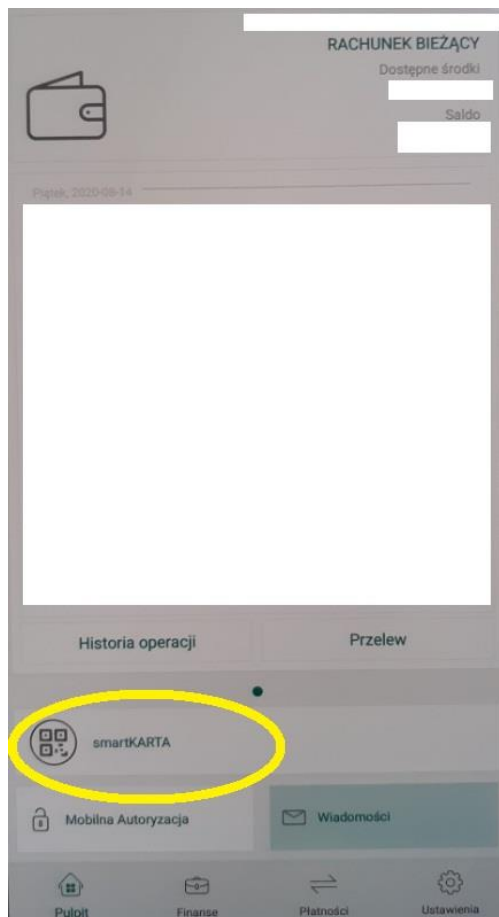 RACHUNEK BIEŻĄCY
Dostępne środki
Saldo
Piątek, 2020-08-14
Historia operacji
Przelew
smartKARTA
Mobilna Autoryzacja
Wiadomości
Pulpit
Finanse
Płatności
Ustawienia